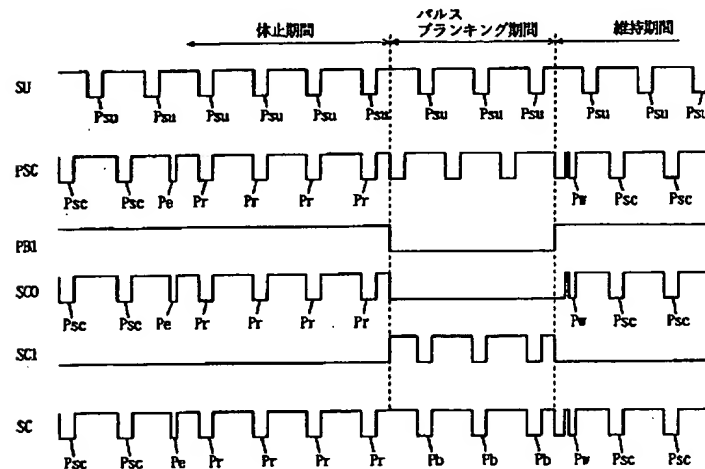 休止期間
パルス
ブランキング期間
維持期間
SU
Psu Psu Psu Psu Psu Psu Psu Psu Psu Psu Psu Psu
PSC
Psc Psc Pe Pr Pr Pr Pr Pw Psc Psc
PB1
SC0
Psc Psc Pe Pr Pr Pr Pr Pw Psc Psc
SC1
SC
Psc Psc Pe Pr Pr Pr Pr Pb Pb Pb Pw Psc Psc